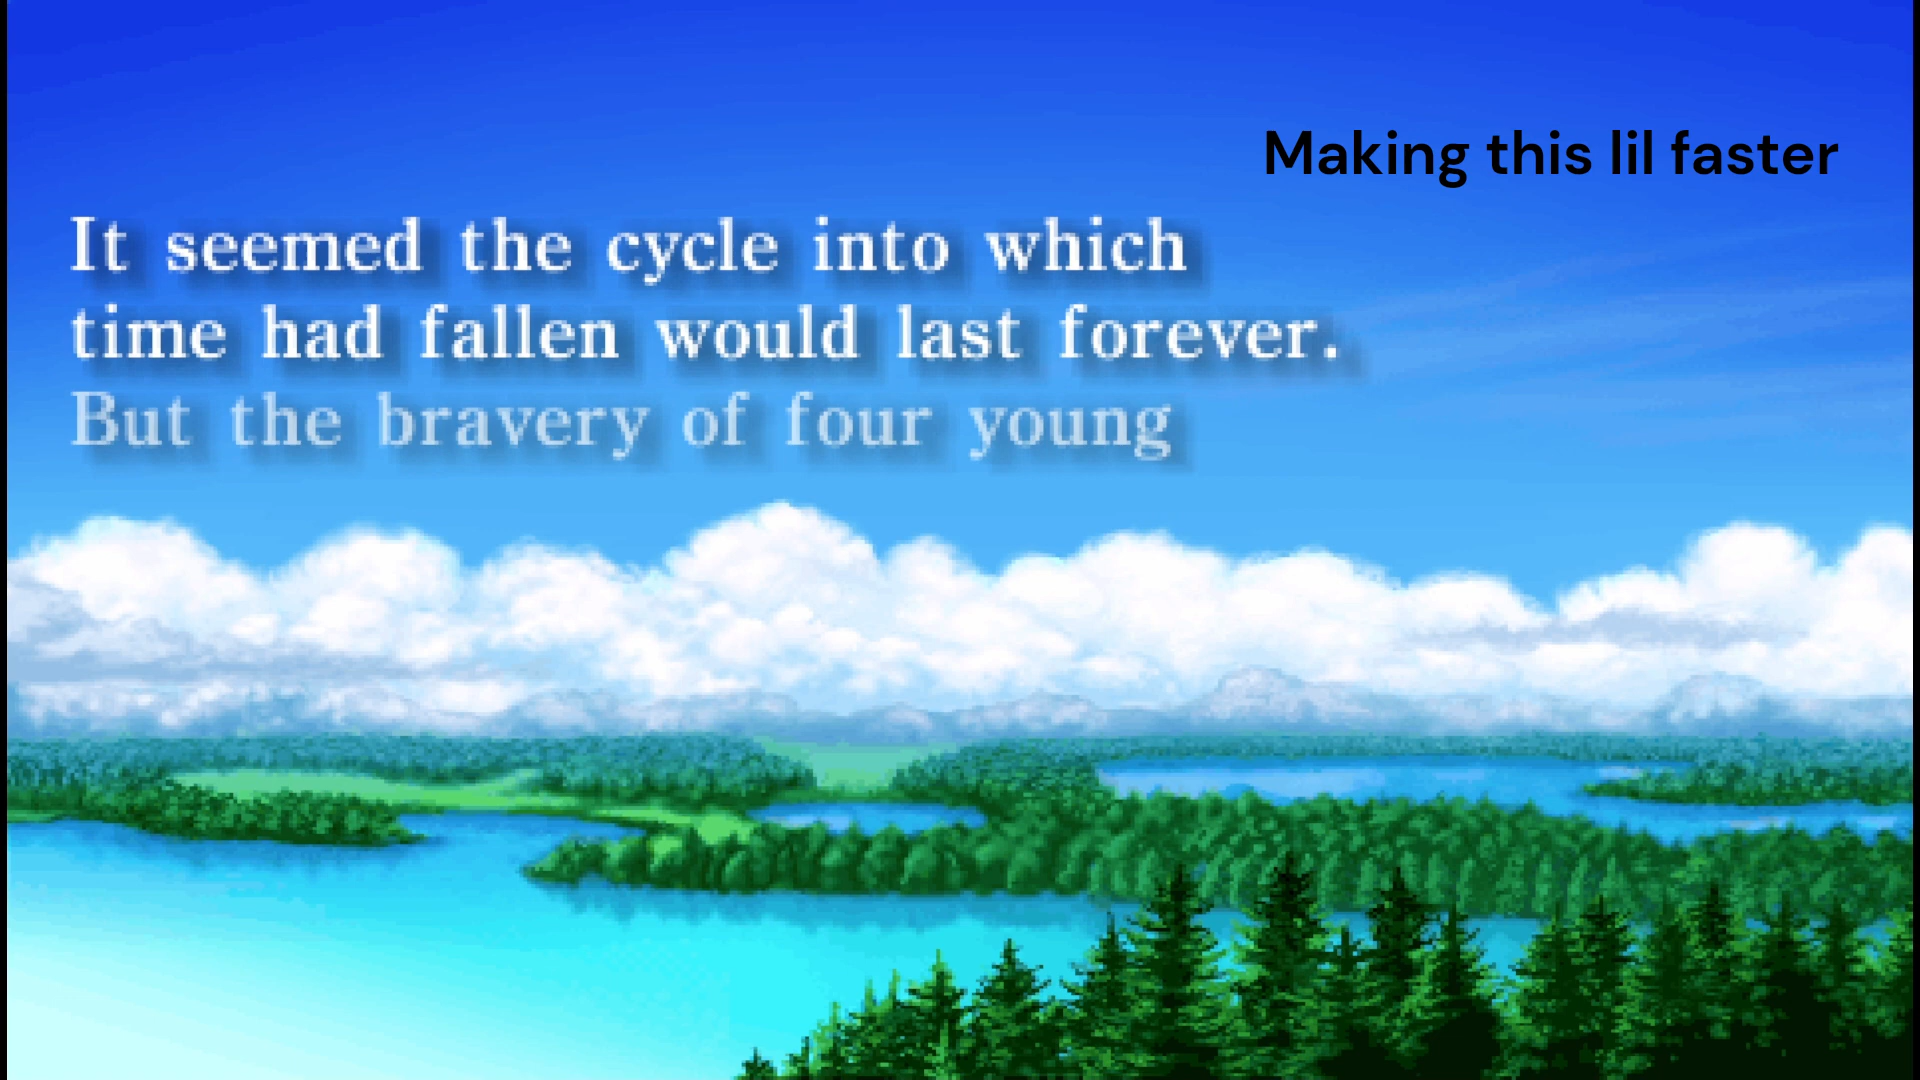 Making this lil faster
It seemed the cycle into which
time had fallen would last forever.
But the bravery of four young